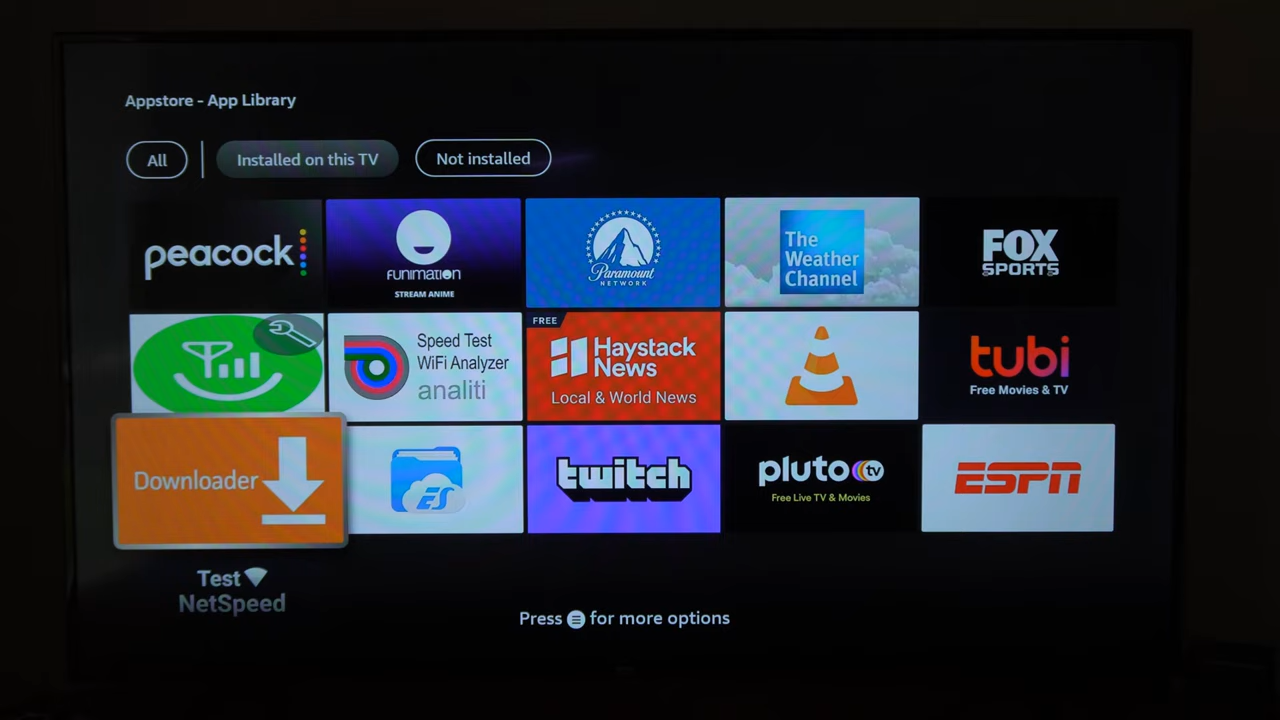 Appstore - App Library
All
Installed on this TV
Not installed
peacock
FUNIMATION
STREAM ANIME
Paramount
NETWORK
The
Weather
Channel
FOX
SPORTS
Speed Test
WiFi Analyzer
analiti
FREE
Haystack
News
Local & World News
tubi
Free Movies & TV
Downloader
ES
twitch
pluto tv
Free Live TV & Movies
ESPN
Test
NetSpeed
Press for more options